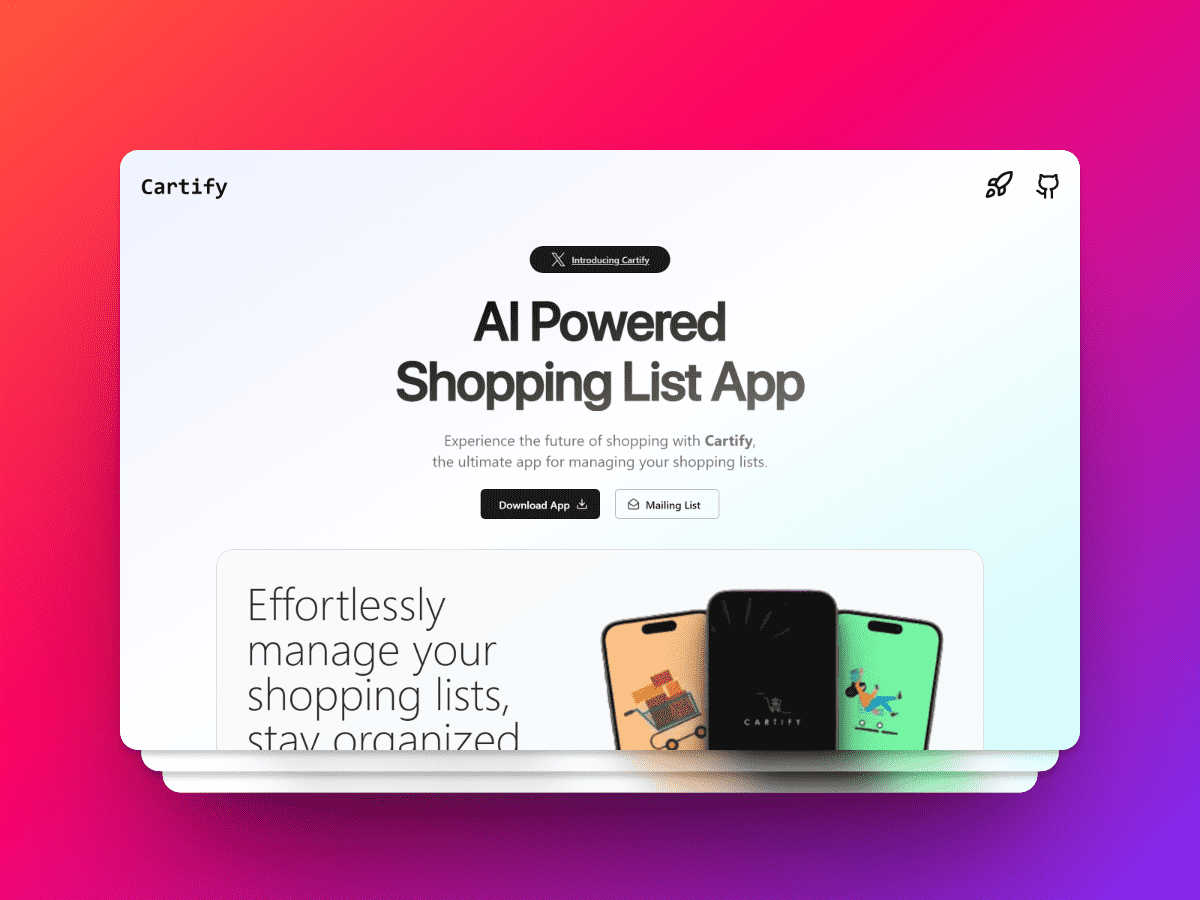 Cartify
Introducing Cartify
AI Powered
Shopping List App
Experience the future of shopping with Cartify,
the ultimate app for managing your shopping lists.
Download App
Mailing List
Effortlessly
manage your
shopping lists,
stay organized
CARTIFY